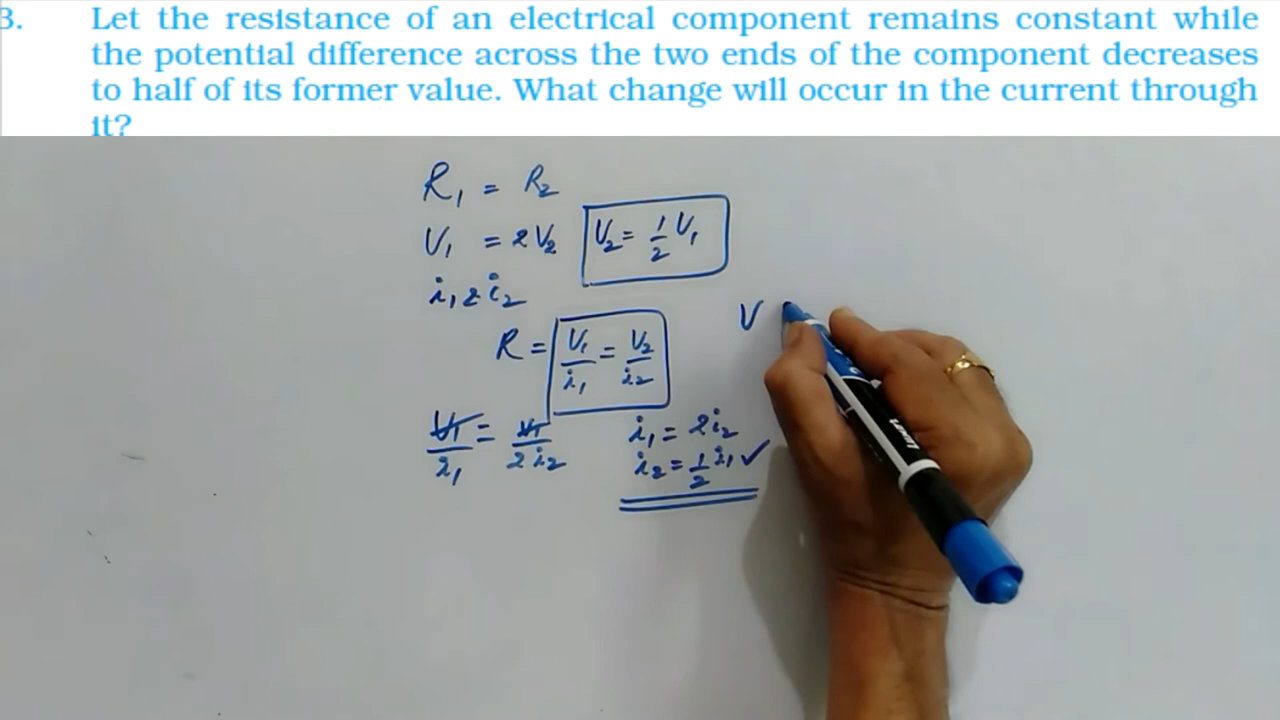 3. Let the resistance of an electrical component remains constant while
the potential difference across the two ends of the component decreases
to half of its former value. What change will occur in the current through
it?
R₁ = R₂
V₁ = 2V₂ V₂ = 1/2 V₁
i₁ & i₂
R = V₁/i₁ = V₂/i₂ V
V₁/i₁ = V₁/2i₂ i₁ = 2i₂
i₂ = 1/2 i₁ ✓